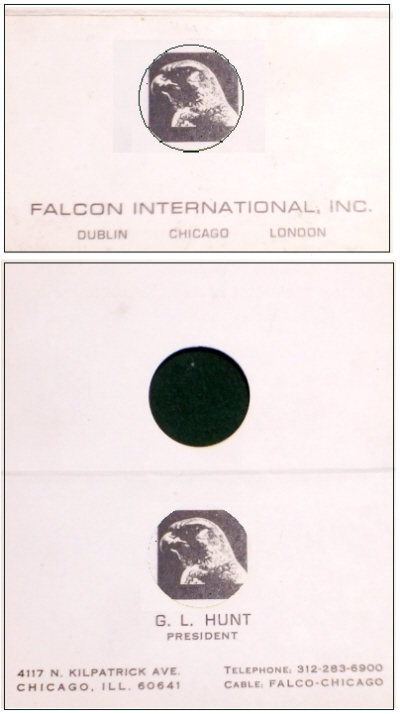 FALCON INTERNATIONAL, INC.
DUBLIN CHICAGO LONDON
G. L. HUNT
PRESIDENT
4117 N. KILPATRICK AVE. TELEPHONE: 312-283-6900
CHICAGO, ILL. 60641 CABLE: FALCO-CHICAGO